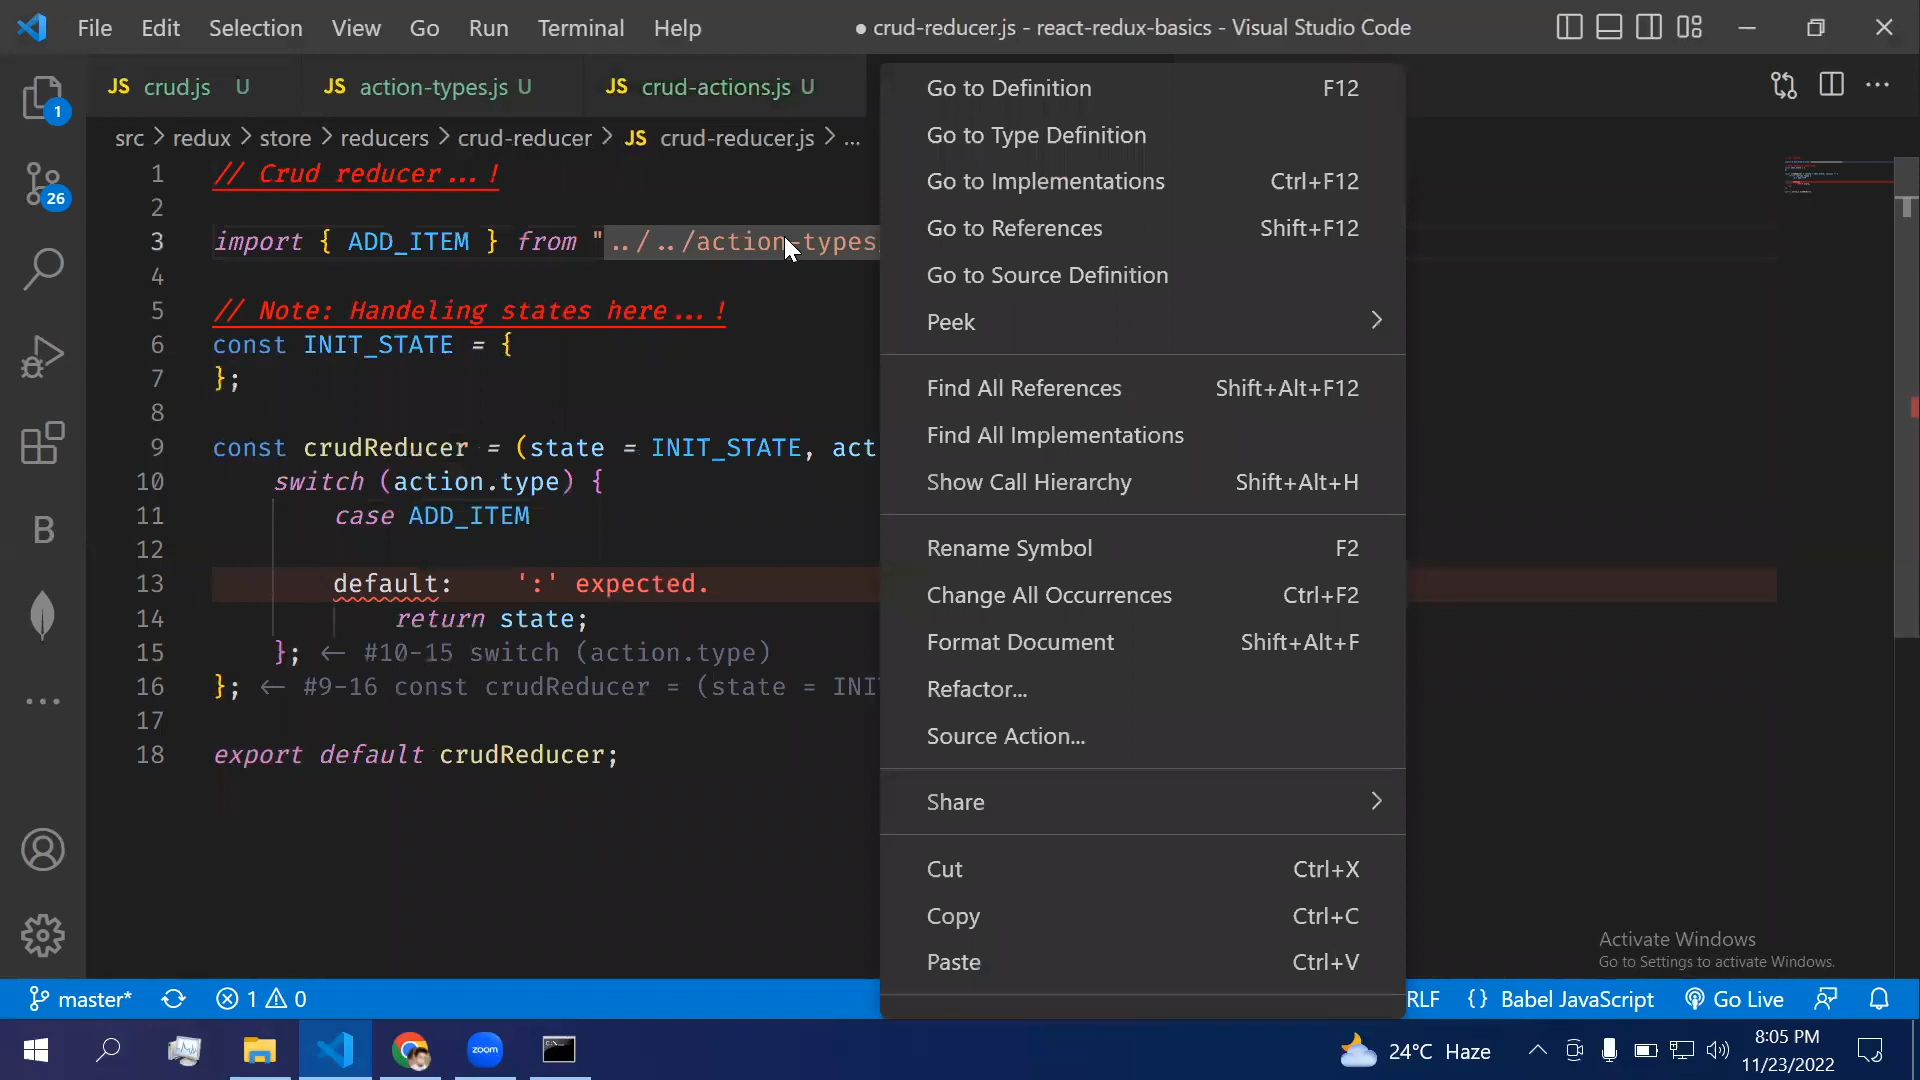 File Edit Selection View Go Run Terminal Help
● crud-reducer.js - react-redux-basics - Visual Studio Code
JS crud.js U
JS action-types.js U
JS crud-actions.js U
src > redux > store > reducers > crud-reducer > JS crud-reducer.js > ...
1 // Crud reducer...!
2
3 import { ADD_ITEM } from "../../action-types
4
5 // Note: Handeling states here...!
6 const INIT_STATE = {
7 };
8
9 const crudReducer = (state = INIT_STATE, act
10 switch (action.type) {
11 case ADD_ITEM
12
13 default: ':' expected.
14 return state;
15 }; <- #10-15 switch (action.type)
16 }; <- #9-16 const crudReducer = (state = INI
17
18 export default crudReducer;
1
26
B
Go to Definition F12
Go to Type Definition
Go to Implementations Ctrl+F12
Go to References Shift+F12
Go to Source Definition
Peek
Find All References Shift+Alt+F12
Find All Implementations
Show Call Hierarchy Shift+Alt+H
Rename Symbol F2
Change All Occurrences Ctrl+F2
Format Document Shift+Alt+F
Refactor...
Source Action...
Share
Cut Ctrl+X
Copy Ctrl+C
Paste Ctrl+V
Activate Windows
Go to Settings to activate Windows.
master* 1 0
RLF {} Babel JavaScript Go Live
zoom
24°C Haze
8:05 PM
11/23/2022